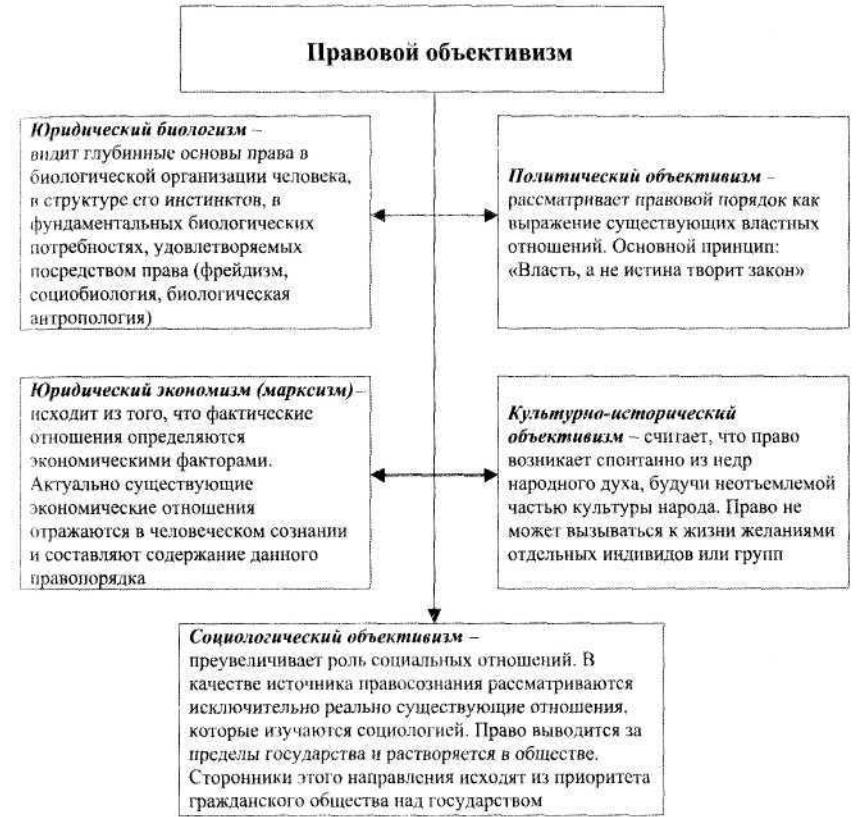 Правовой объективизм
Юридический биологизм –
видит глубинные основы права в
биологической организации человека,
в структуре его инстинктов, в
фундаментальных биологических
потребностях, удовлетворяемых
посредством права (фрейдизм,
социобиология, биологическая
антропология)
Политический объективизм –
рассматривает правовой порядок как
выражение существующих властных
отношений. Основной принцип:
«Власть, а не истина творит закон»
Юридический экономизм (марксизм) –
исходит из того, что фактические
отношения определяются
экономическими факторами.
Актуально существующие
экономические отношения
отражаются в человеческом сознании
и составляют содержание данного
правопорядка
Культурно-исторический
объективизм – считает, что право
возникает спонтанно из недр
народного духа, будучи неотъемлемой
частью культуры народа. Право не
может вызываться к жизни желаниями
отдельных индивидов или групп
Социологический объективизм –
преувеличивает роль социальных отношений. В
качестве источника правосознания рассматриваются
исключительно реально существующие отношения,
которые изучаются социологией. Право выводится за
пределы государства и растворяется в обществе.
Сторонники этого направления исходят из приоритета
гражданского общества над государством